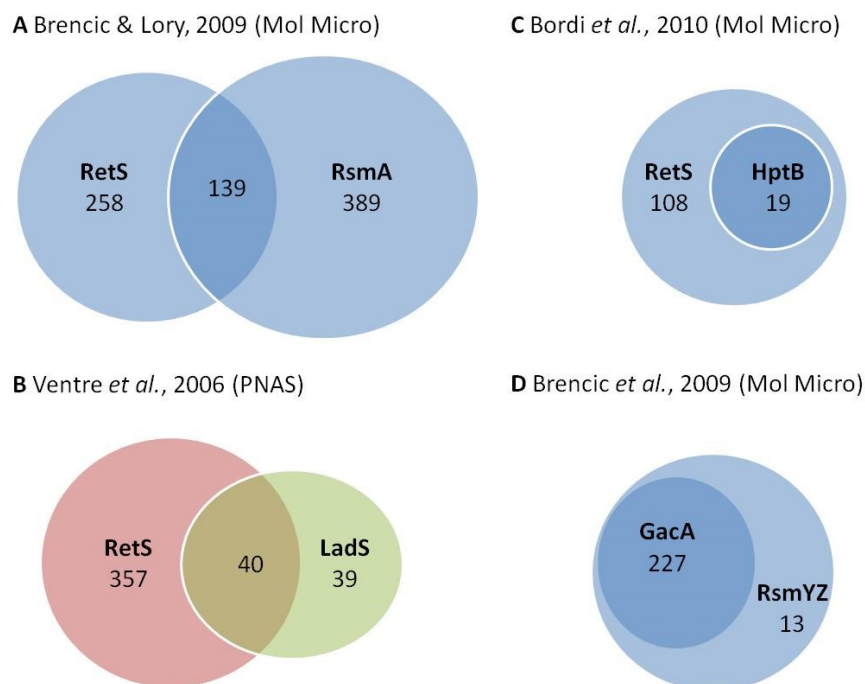 A Brencic & Lory, 2009 (Mol Micro)
RetS
258
139
RsmA
389
C Bordi et al., 2010 (Mol Micro)
RetS
108
HptB
19
B Ventre et al., 2006 (PNAS)
RetS
357
40
LadS
39
D Brencic et al., 2009 (Mol Micro)
GacA
227
RsmYZ
13